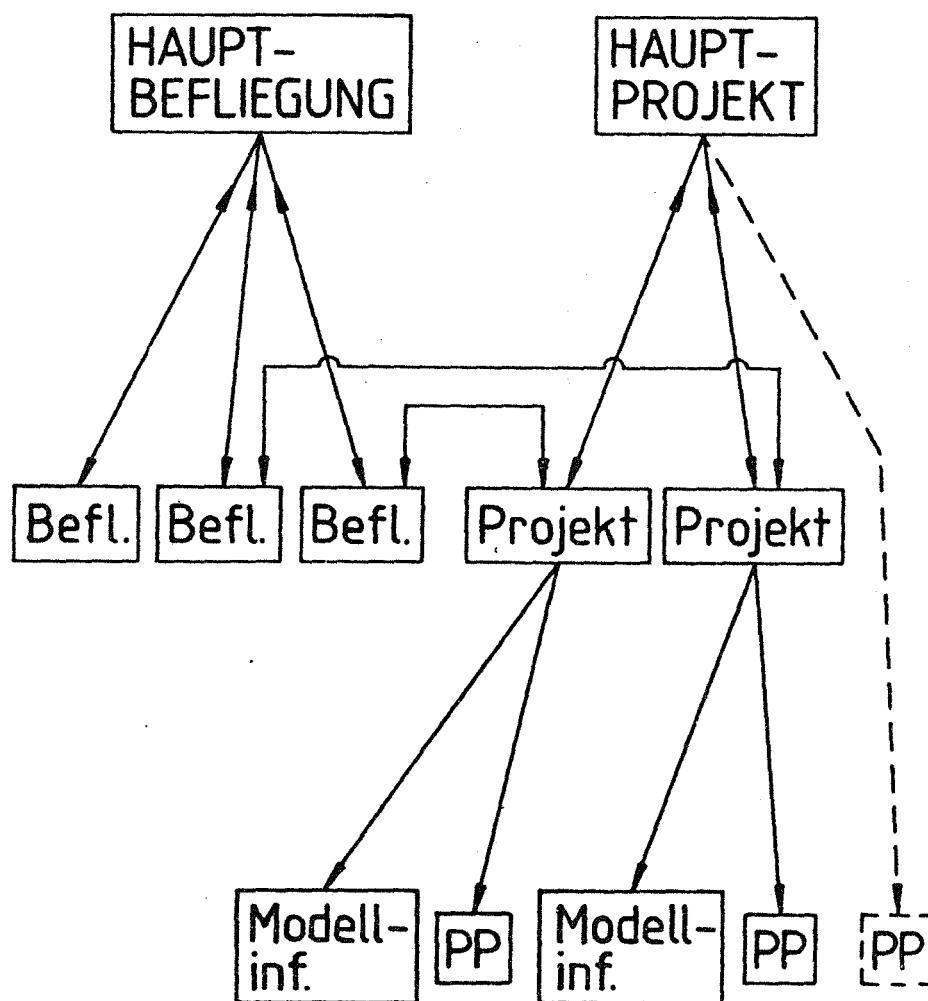 HAUPT-
BEFLIEGUNG
HAUPT-
PROJEKT
Befl.
Befl.
Befl.
Projekt
Projekt
Modell-
inf.
PP
Modell-
inf.
PP
PP